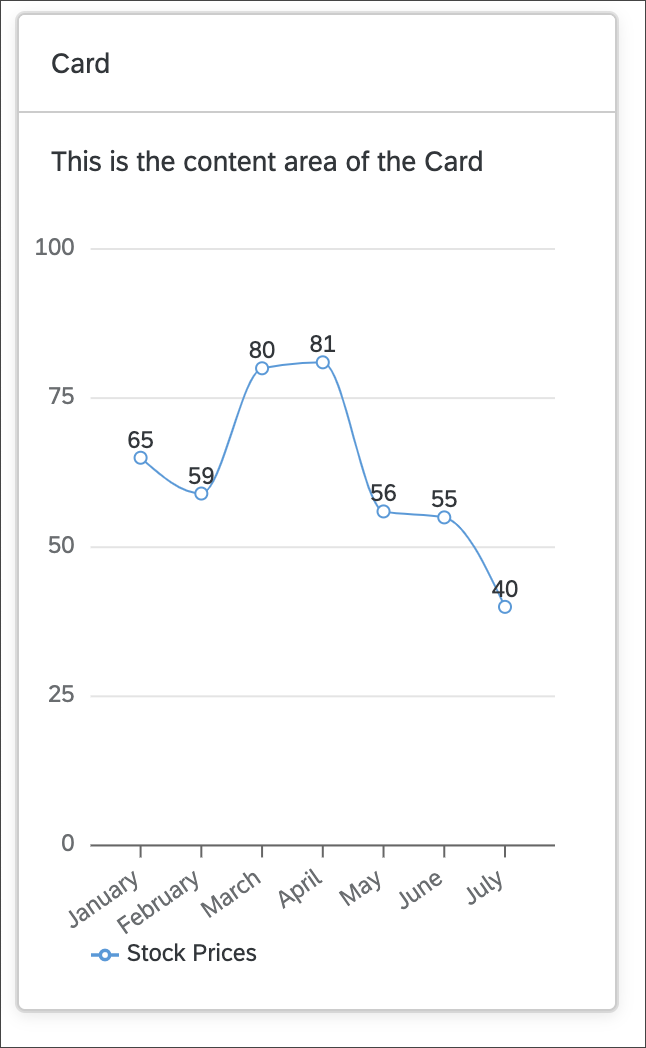 Card
This is the content area of the Card
100
80
81
75
65
59
56
55
50
40
25
0
January
February
March
April
May
June
July
Stock Prices